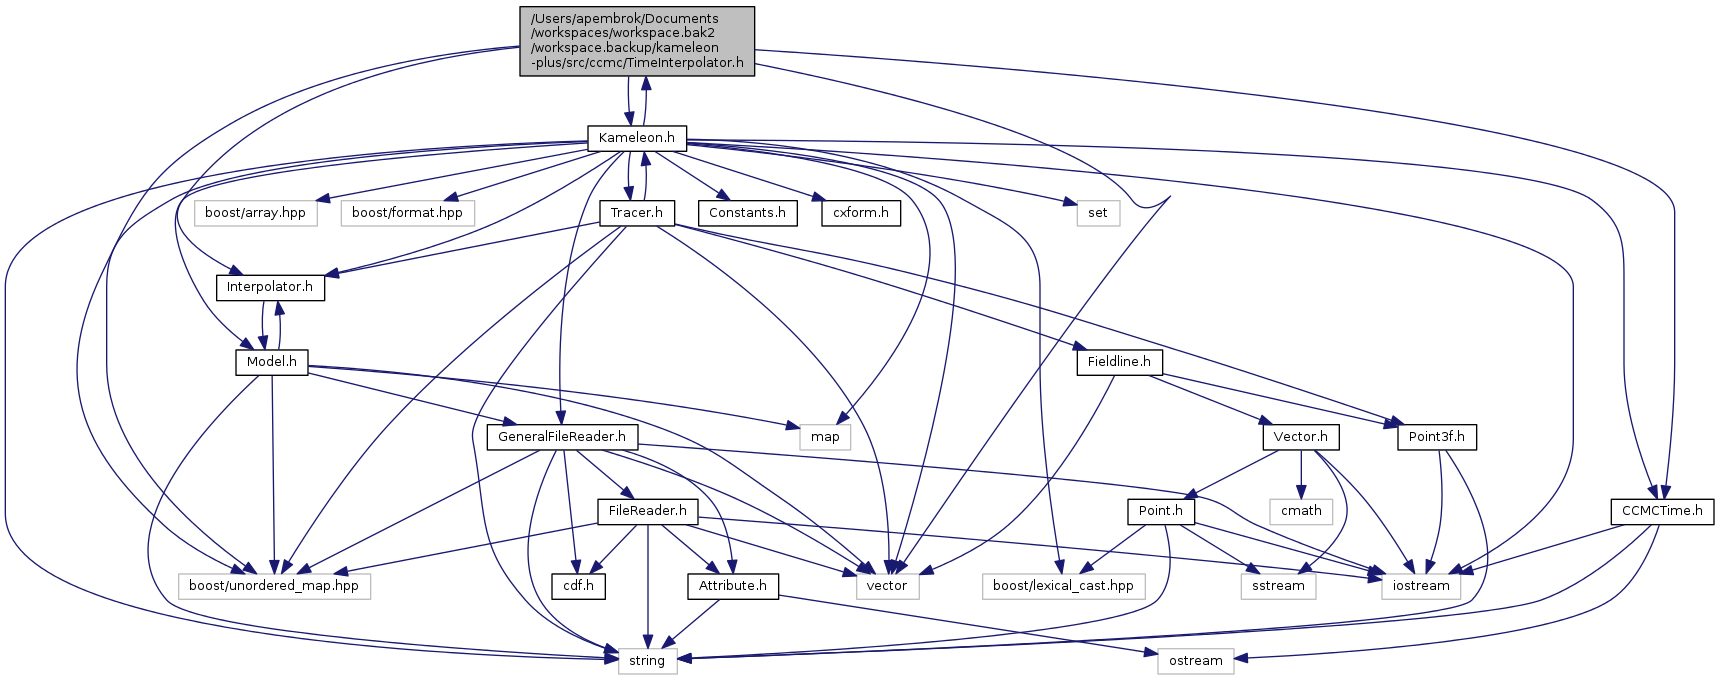 /Users/apembrok/Documents
/workspaces/workspace.bak2
/workspace.backup/kameleon
-plus/src/ccmc/TimeInterpolator.h
Kameleon.h
boost/array.hpp
boost/format.hpp
Tracer.h
Constants.h
cxform.h
set
Interpolator.h
Model.h
Fieldline.h
GeneralFileReader.h
map
Vector.h
Point3f.h
FileReader.h
Point.h
cmath
CCMCTime.h
boost/unordered_map.hpp
cdf.h
Attribute.h
vector
boost/lexical_cast.hpp
sstream
iostream
string
ostream